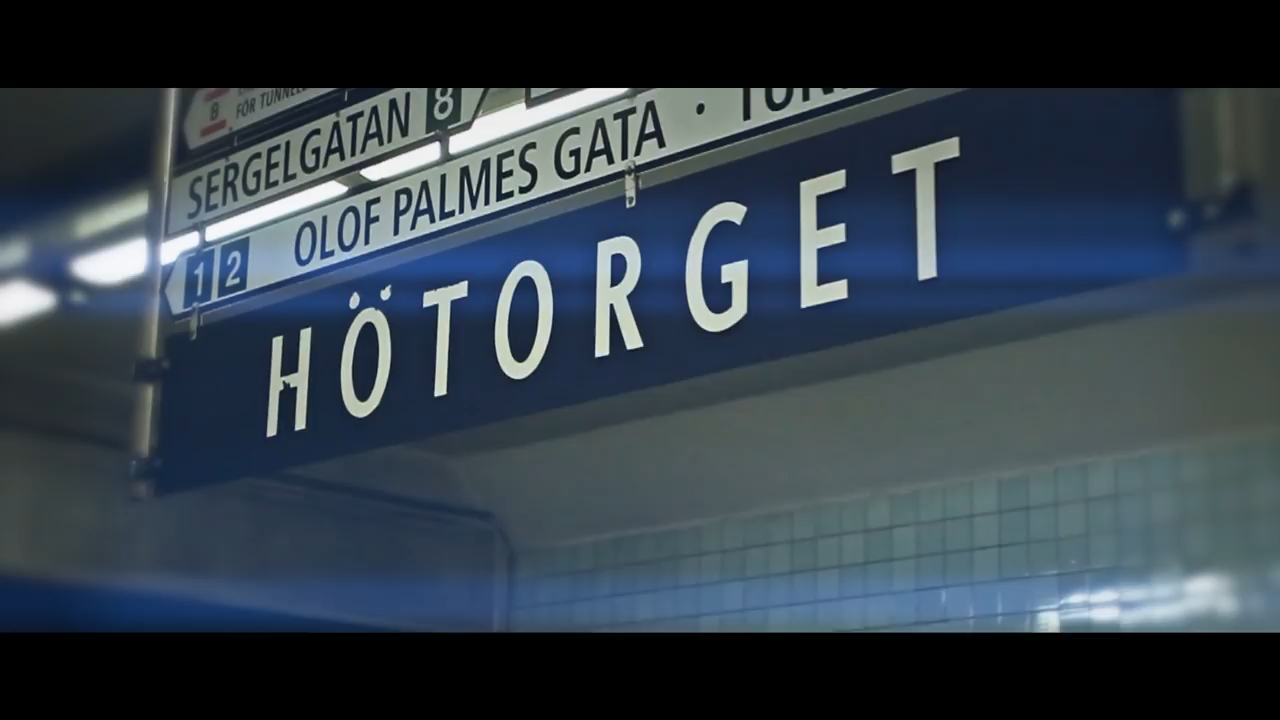 B
FÖR TUNNEL
SERGELGATAN 8
OLOF PALMES GATA ·
1 2
HÖTORGET